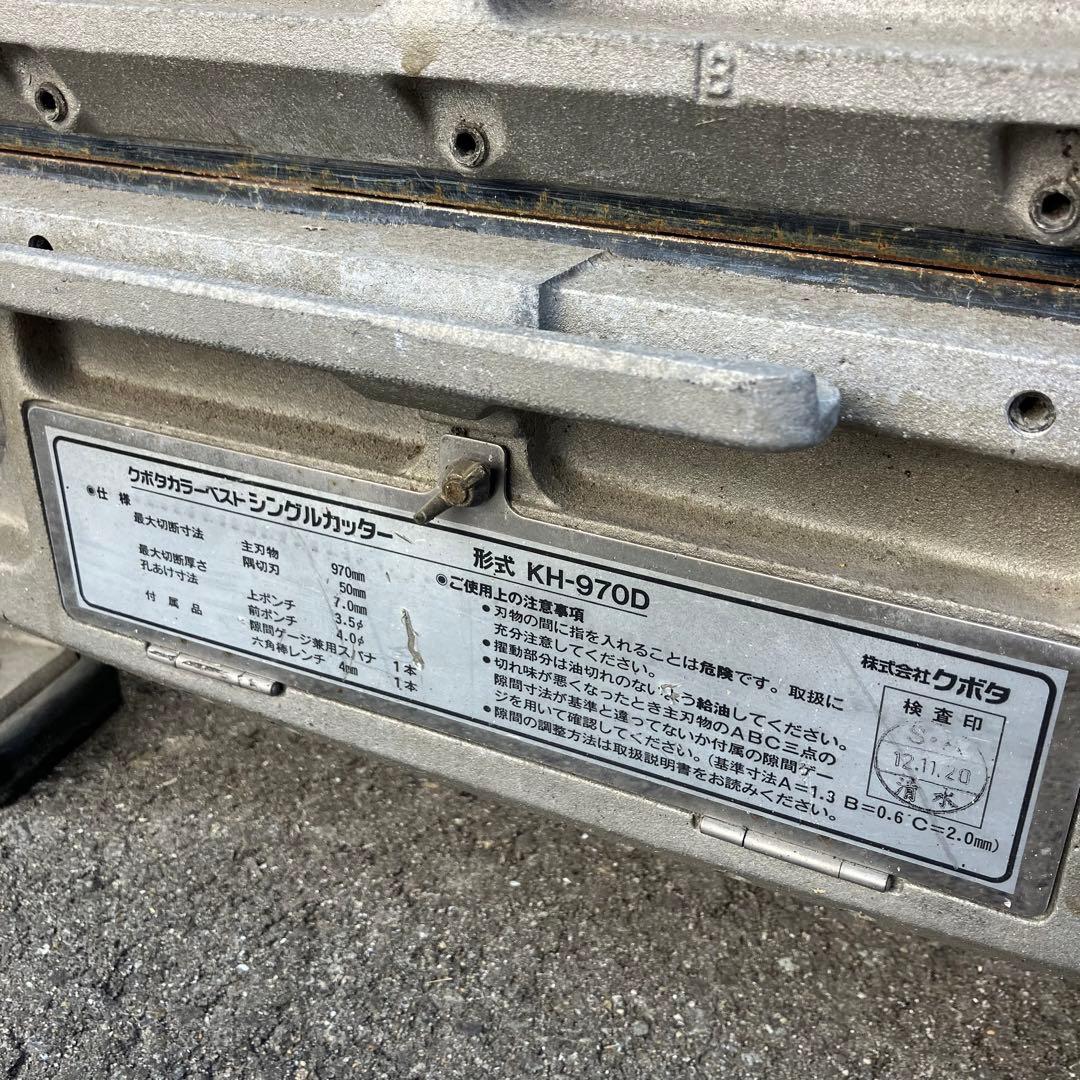 B
クボタカラーベスト シングルカッター 形式 KH-970D
●仕様
最大切断寸法 主刃物 970mm
隅切刃 50mm
最大切断厚さ 7.0mm
孔あけ寸法 上ポンチ 3.5φ
前ポンチ 4.0φ
付属品 隙間ゲージ兼用スパナ 1本
六角棒レンチ 4mm 1本
●ご使用上の注意事項
●刃物の間に指を入れることは危険です。取扱に
充分注意してください。
●摺動部分は油切れのないよう給油してください。
●切れ味が悪くなったとき主刃物のABC三点の
隙間寸法が基準と違ってないか付属の隙間ゲー
ジを用いて確認してください。(基準寸法A=1.3 B=0.6 C=2.0mm)
●隙間の調整方法は取扱説明書をお読みください。
株式会社クボタ
検査印
12.11.20
清水